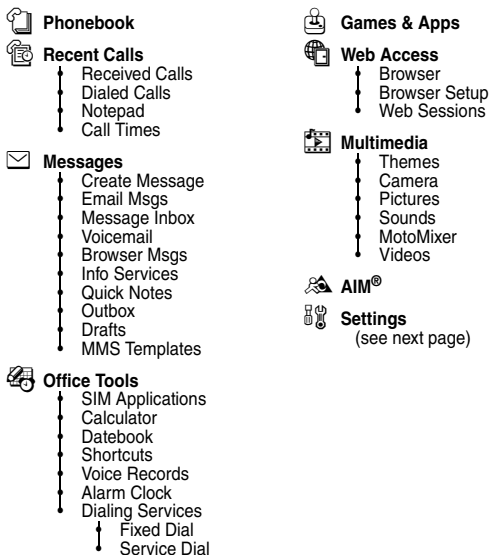 Phonebook
Recent Calls
Received Calls
Dialed Calls
Notepad
Call Times
Messages
Create Message
Email Msgs
Message Inbox
Voicemail
Browser Msgs
Info Services
Quick Notes
Outbox
Drafts
MMS Templates
Office Tools
SIM Applications
Calculator
Datebook
Shortcuts
Voice Records
Alarm Clock
Dialing Services
Fixed Dial
Service Dial
Games & Apps
Web Access
Browser
Browser Setup
Web Sessions
Multimedia
Themes
Camera
Pictures
Sounds
MotoMixer
Videos
AIM®
Settings
(see next page)